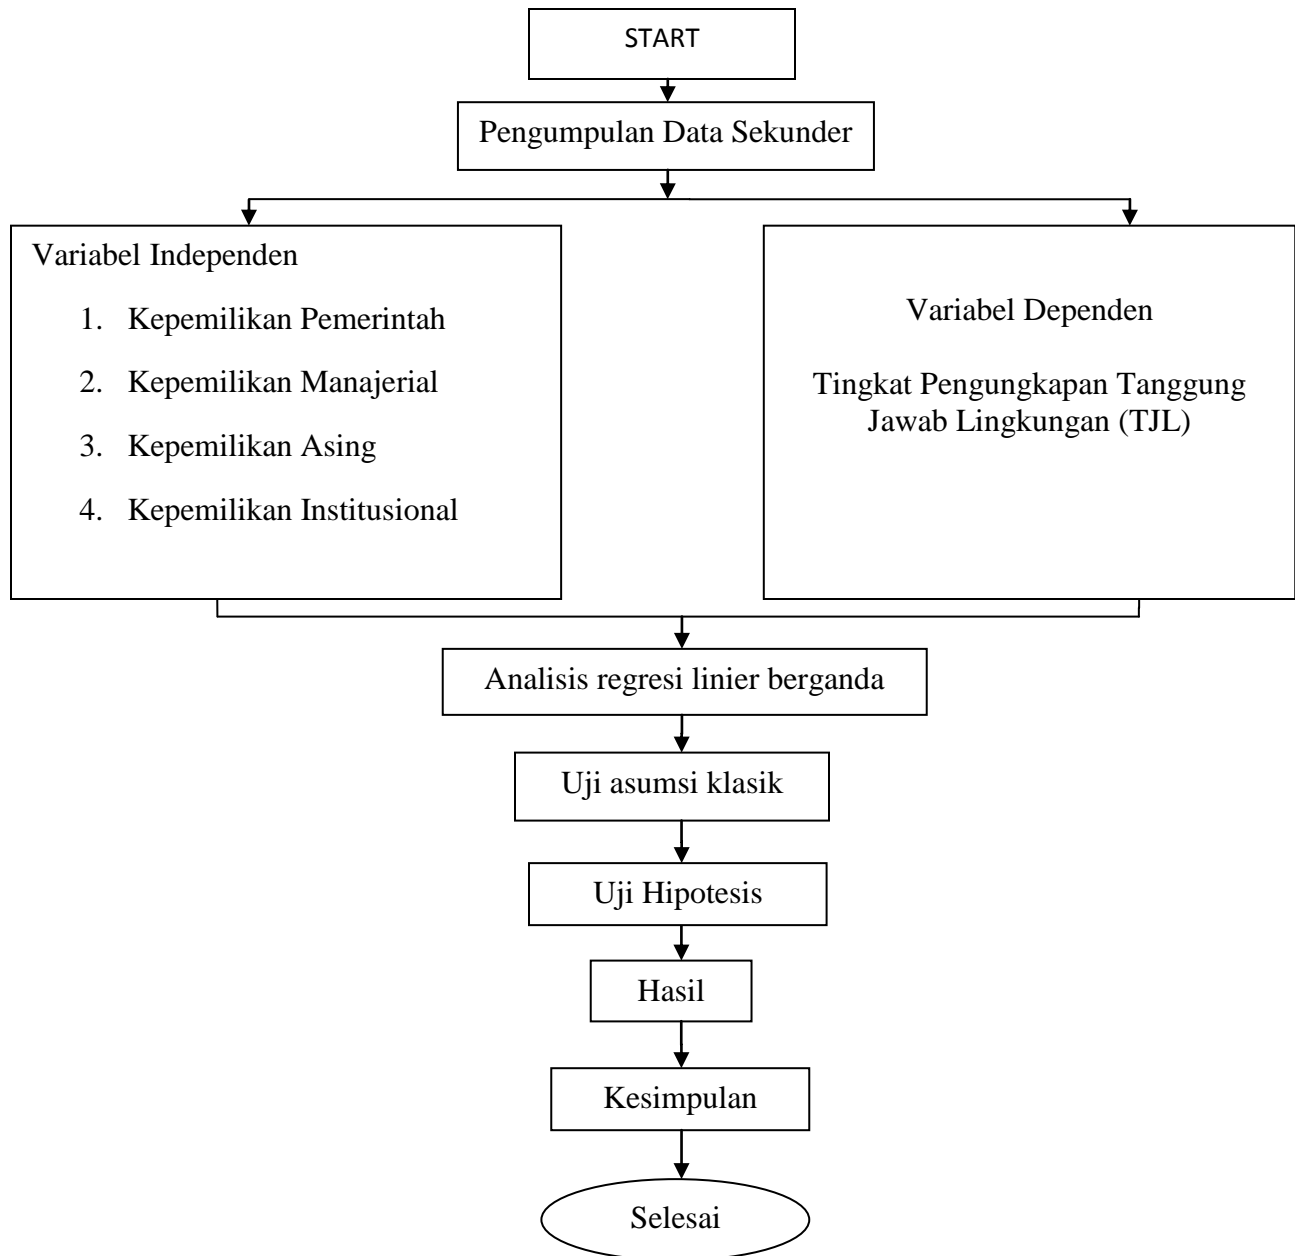 START
Pengumpulan Data Sekunder
Variabel Independen
1. Kepemilikan Pemerintah
2. Kepemilikan Manajerial
3. Kepemilikan Asing
4. Kepemilikan Institusional
Variabel Dependen
Tingkat Pengungkapan Tanggung
Jawab Lingkungan (TJL)
Analisis regresi linier berganda
Uji asumsi klasik
Uji Hipotesis
Hasil
Kesimpulan
Selesai